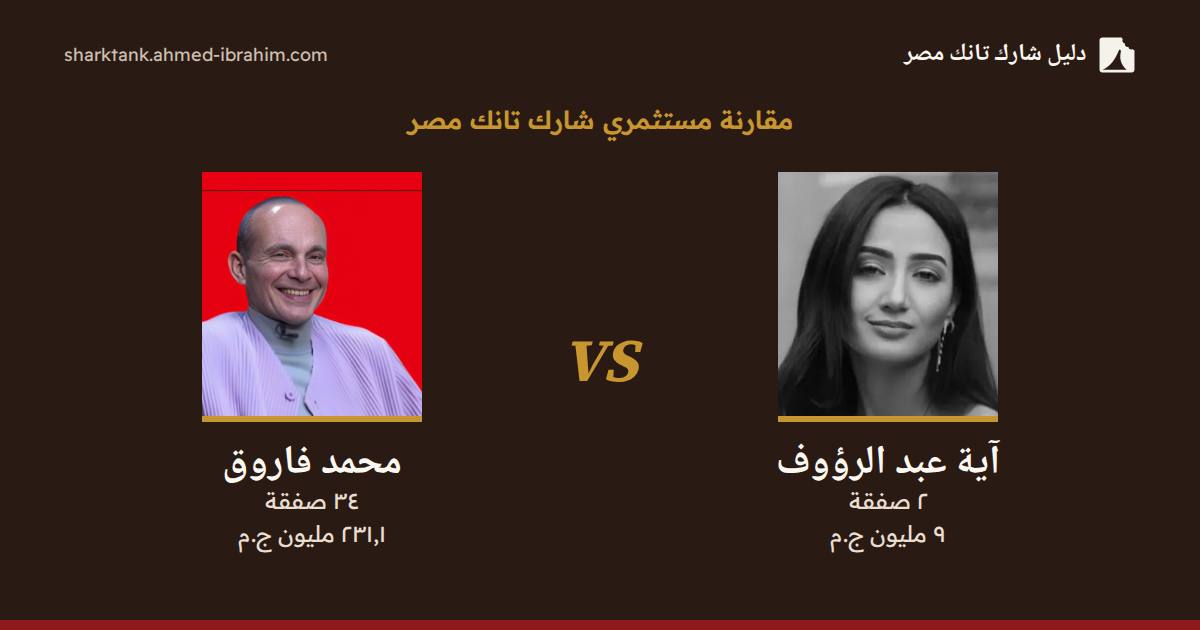 دليل شارك تانك مصر
sharktank.ahmed-ibrahim.com
مقارنة مستثمري شارك تانك مصر
آية عبد الرؤوف
٢ صفقة
٩ مليون ج.م
VS
محمد فاروق
٣٤ صفقة
٢٣١,١ مليون ج.م